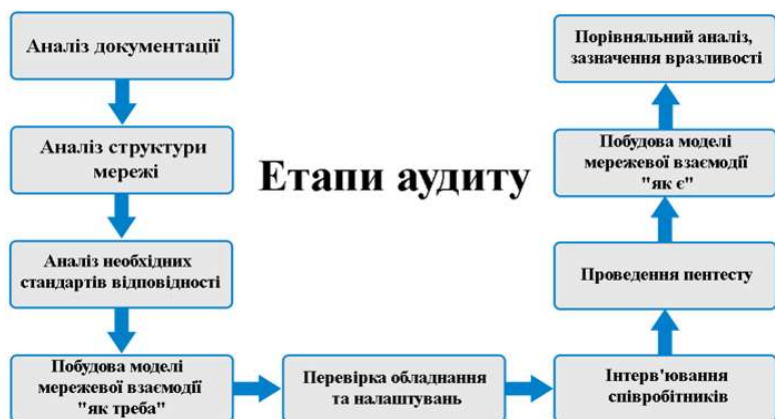 Аналіз документації
Аналіз структури
мережі
Аналіз необхідних
стандартів відповідності
Побудова моделі
мережевої взаємодії
"як треба"
Етапи аудиту
Перевірка обладнання
та налаштувань
Інтерв'ювання
співробітників
Проведення пентесту
Побудова моделі
мережевої взаємодії
"як є"
Порівняльний аналіз,
зазначення вразливості